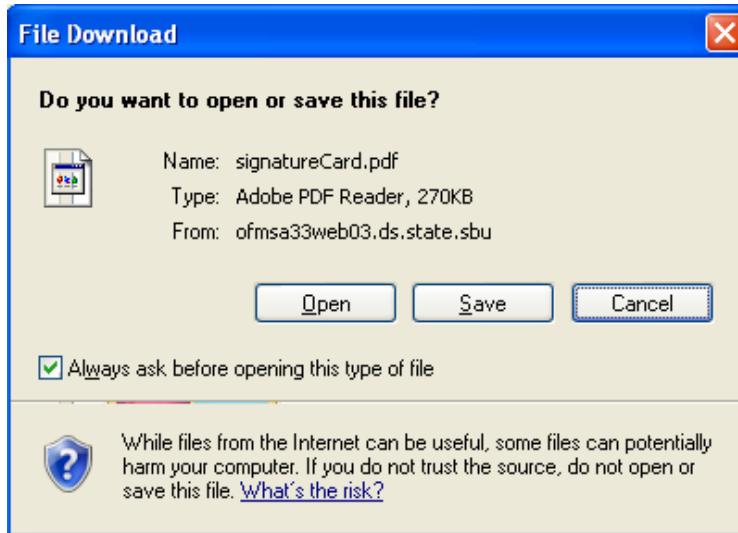 File Download
Do you want to open or save this file?
Name: signatureCard.pdf
Type: Adobe PDF Reader, 270KB
From: ofmsa33web03.ds.state.sbu
Open Save Cancel
Always ask before opening this type of file
While files from the Internet can be useful, some files can potentially
harm your computer. If you do not trust the source, do not open or
save this file. What's the risk?